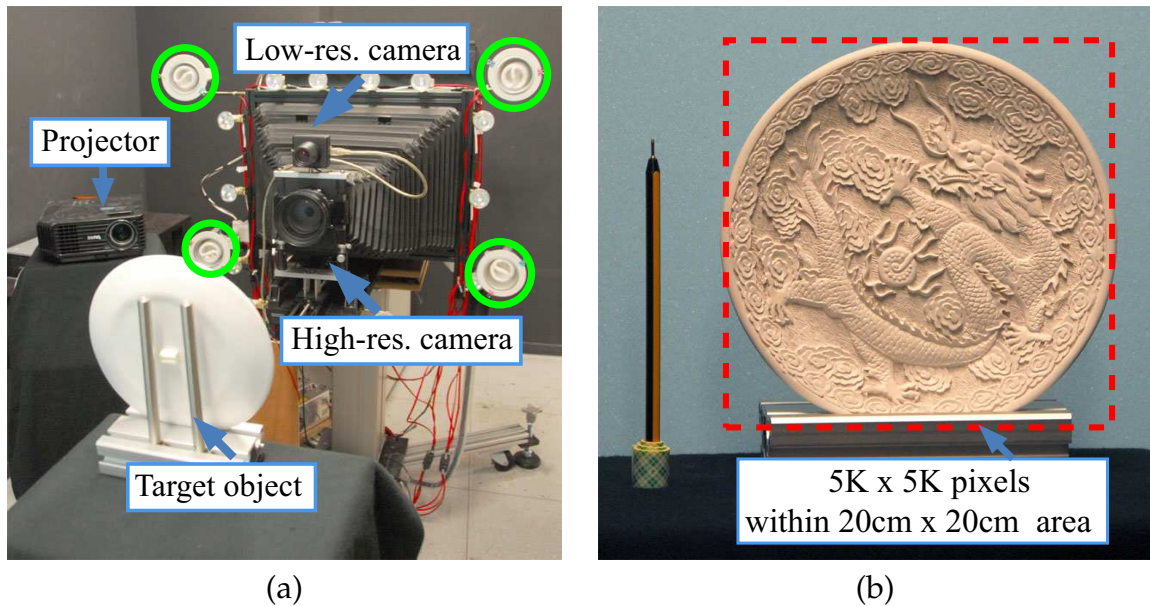 Low-res. camera
Projector
High-res. camera
Target object
5K x 5K pixels
within 20cm x 20cm area
(a)
(b)